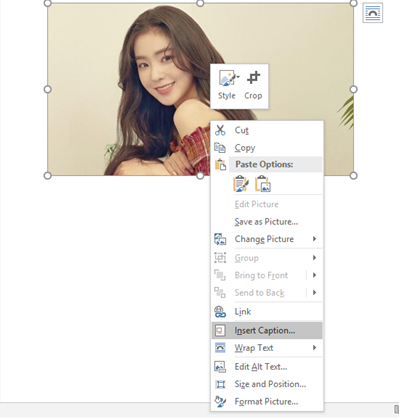 Style Crop
Cut
Copy
Paste Options:
Edit Picture
Save as Picture...
Change Picture
Group
Bring to Front
Send to Back
Link
Insert Caption...
Wrap Text
Edit Alt Text...
Size and Position...
Format Picture...